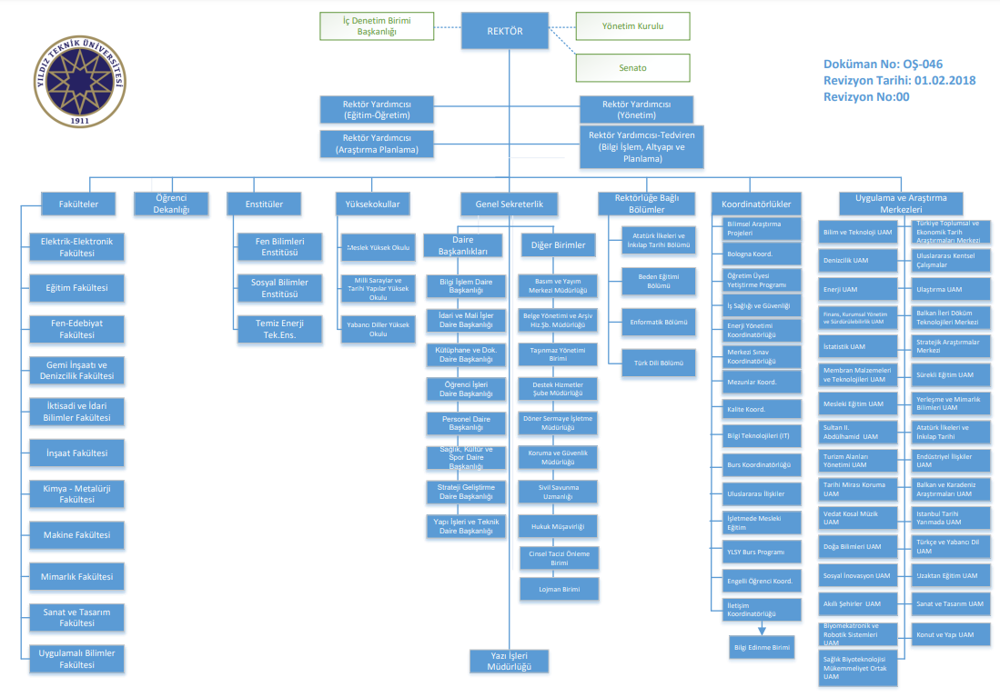 İç Denetim Birimi
Başkanlığı
REKTÖR
Yönetim Kurulu
Senato
YILDIZ TEKNİK ÜNİVERSİTESİ
1911
Doküman No: OŞ-046
Revizyon Tarihi: 01.02.2018
Revizyon No:00
Rektör Yardımcısı
(Eğitim-Öğretim)
Rektör Yardımcısı
(Yönetim)
Rektör Yardımcısı
(Araştırma Planlama)
Rektör Yardımcısı-Tedviren
(Bilgi İşlem, Altyapı ve
Planlama)
Fakülteler
Elektrik-Elektronik
Fakültesi
Eğitim Fakültesi
Fen-Edebiyat
Fakültesi
Gemi İnşaatı ve
Denizcilik Fakültesi
İktisadi ve İdari
Bilimler Fakültesi
İnşaat Fakültesi
Kimya - Metalürji
Fakültesi
Makine Fakültesi
Mimarlık Fakültesi
Sanat ve Tasarım
Fakültesi
Uygulamalı Bilimler
Fakültesi
Öğrenci
Dekanlığı
Enstitüler
Fen Bilimleri
Enstitüsü
Sosyal Bilimler
Enstitüsü
Temiz Enerji
Tek.Ens.
Yüksekokullar
Meslek Yüksek Okulu
Milli Saraylar ve
Tarihi Yapılar Yüksek
Okulu
Yabancı Diller Yüksek
Okulu
Genel Sekreterlik
Daire
Başkanlıkları
Bilgi İşlem Daire
Başkanlığı
İdari ve Mali İşler
Daire Başkanlığı
Kütüphane ve Dok.
Daire Başkanlığı
Öğrenci İşleri
Daire Başkanlığı
Personel Daire
Başkanlığı
Sağlık, Kültür ve
Spor Daire
Başkanlığı
Strateji Geliştirme
Daire Başkanlığı
Yapı İşleri ve Teknik
Daire Başkanlığı
Diğer Birimler
Basım ve Yayım
Merkezi Müdürlüğü
Belge Yönetimi ve Arşiv
Hiz.Şb. Müdürlüğü
Taşınmaz Yönetimi
Birimi
Destek Hizmetler
Şube Müdürlüğü
Döner Sermaye İşletme
Müdürlüğü
Koruma ve Güvenlik
Müdürlüğü
Sivil Savunma
Uzmanlığı
Hukuk Müşavirliği
Cinsel Tacizi Önleme
Birimi
Lojman Birimi
Yazı İşleri
Müdürlüğü
Rektörlüğe Bağlı
Bölümler
Atatürk İlkeleri ve
İnkılap Tarihi Bölümü
Beden Eğitimi
Bölümü
Enformatik Bölümü
Türk Dili Bölümü
Koordinatörlükler
Bilimsel Araştırma
Projeleri
Bologna Koord.
Öğretim Üyesi
Yetiştirme Programı
İş Sağlığı ve Güvenliği
Enerji Yönetimi
Koordinatörlüğü
Merkezi Sınav
Koordinatörlüğü
Mezunlar Koord.
Kalite Koord.
Bilgi Teknolojileri (IT)
Burs Koordinatörlüğü
Uluslararası İlişkiler
İşletmede Mesleki
Eğitim
YLSY Burs Programı
Engelli Öğrenci Koord.
İletişim
Koordinatörlüğü
Bilgi Edinme Birimi
Uygulama ve Araştırma
Merkezleri
Bilim ve Teknoloji UAM
Denizcilik UAM
Enerji UAM
Finans, Kurumsal Yönetim
ve Sürdürülebilirlik UAM
İstatistik UAM
Membran Malzemeleri
ve Teknolojileri UAM
Mesleki Eğitim UAM
Sultan II.
Abdülhamid UAM
Turizm Alanları
Yönetimi UAM
Tarihi Mirası Koruma
UAM
Vedat Kosal Müzik
UAM
Doğa Bilimleri UAM
Sosyal İnovasyon UAM
Akıllı Şehirler UAM
Biyomekatronik ve
Robotik Sistemleri
UAM
Sağlık Biyoteknolojisi
Mükemmeliyet Ortak
UAM
Türkiye Toplumsal ve
Ekonomik Tarih
Araştırmaları Merkezi
Uluslararası Kentsel
Çalışmalar
Ulaştırma UAM
Balkan İleri Döküm
Teknolojileri Merkezi
Stratejik Araştırmalar
Merkezi
Sürekli Eğitim UAM
Yerleşme ve Mimarlık
Bilimleri UAM
Atatürk İlkeleri ve
İnkılap Tarihi
Endüstriyel İlişkiler
UAM
Balkan ve Karadeniz
Araştırmaları UAM
Istanbul Tarihi
Yarımada UAM
Türkçe ve Yabancı Dil
UAM
Uzaktan Eğitim UAM
Sanat ve Tasarım UAM
Konut ve Yapı UAM